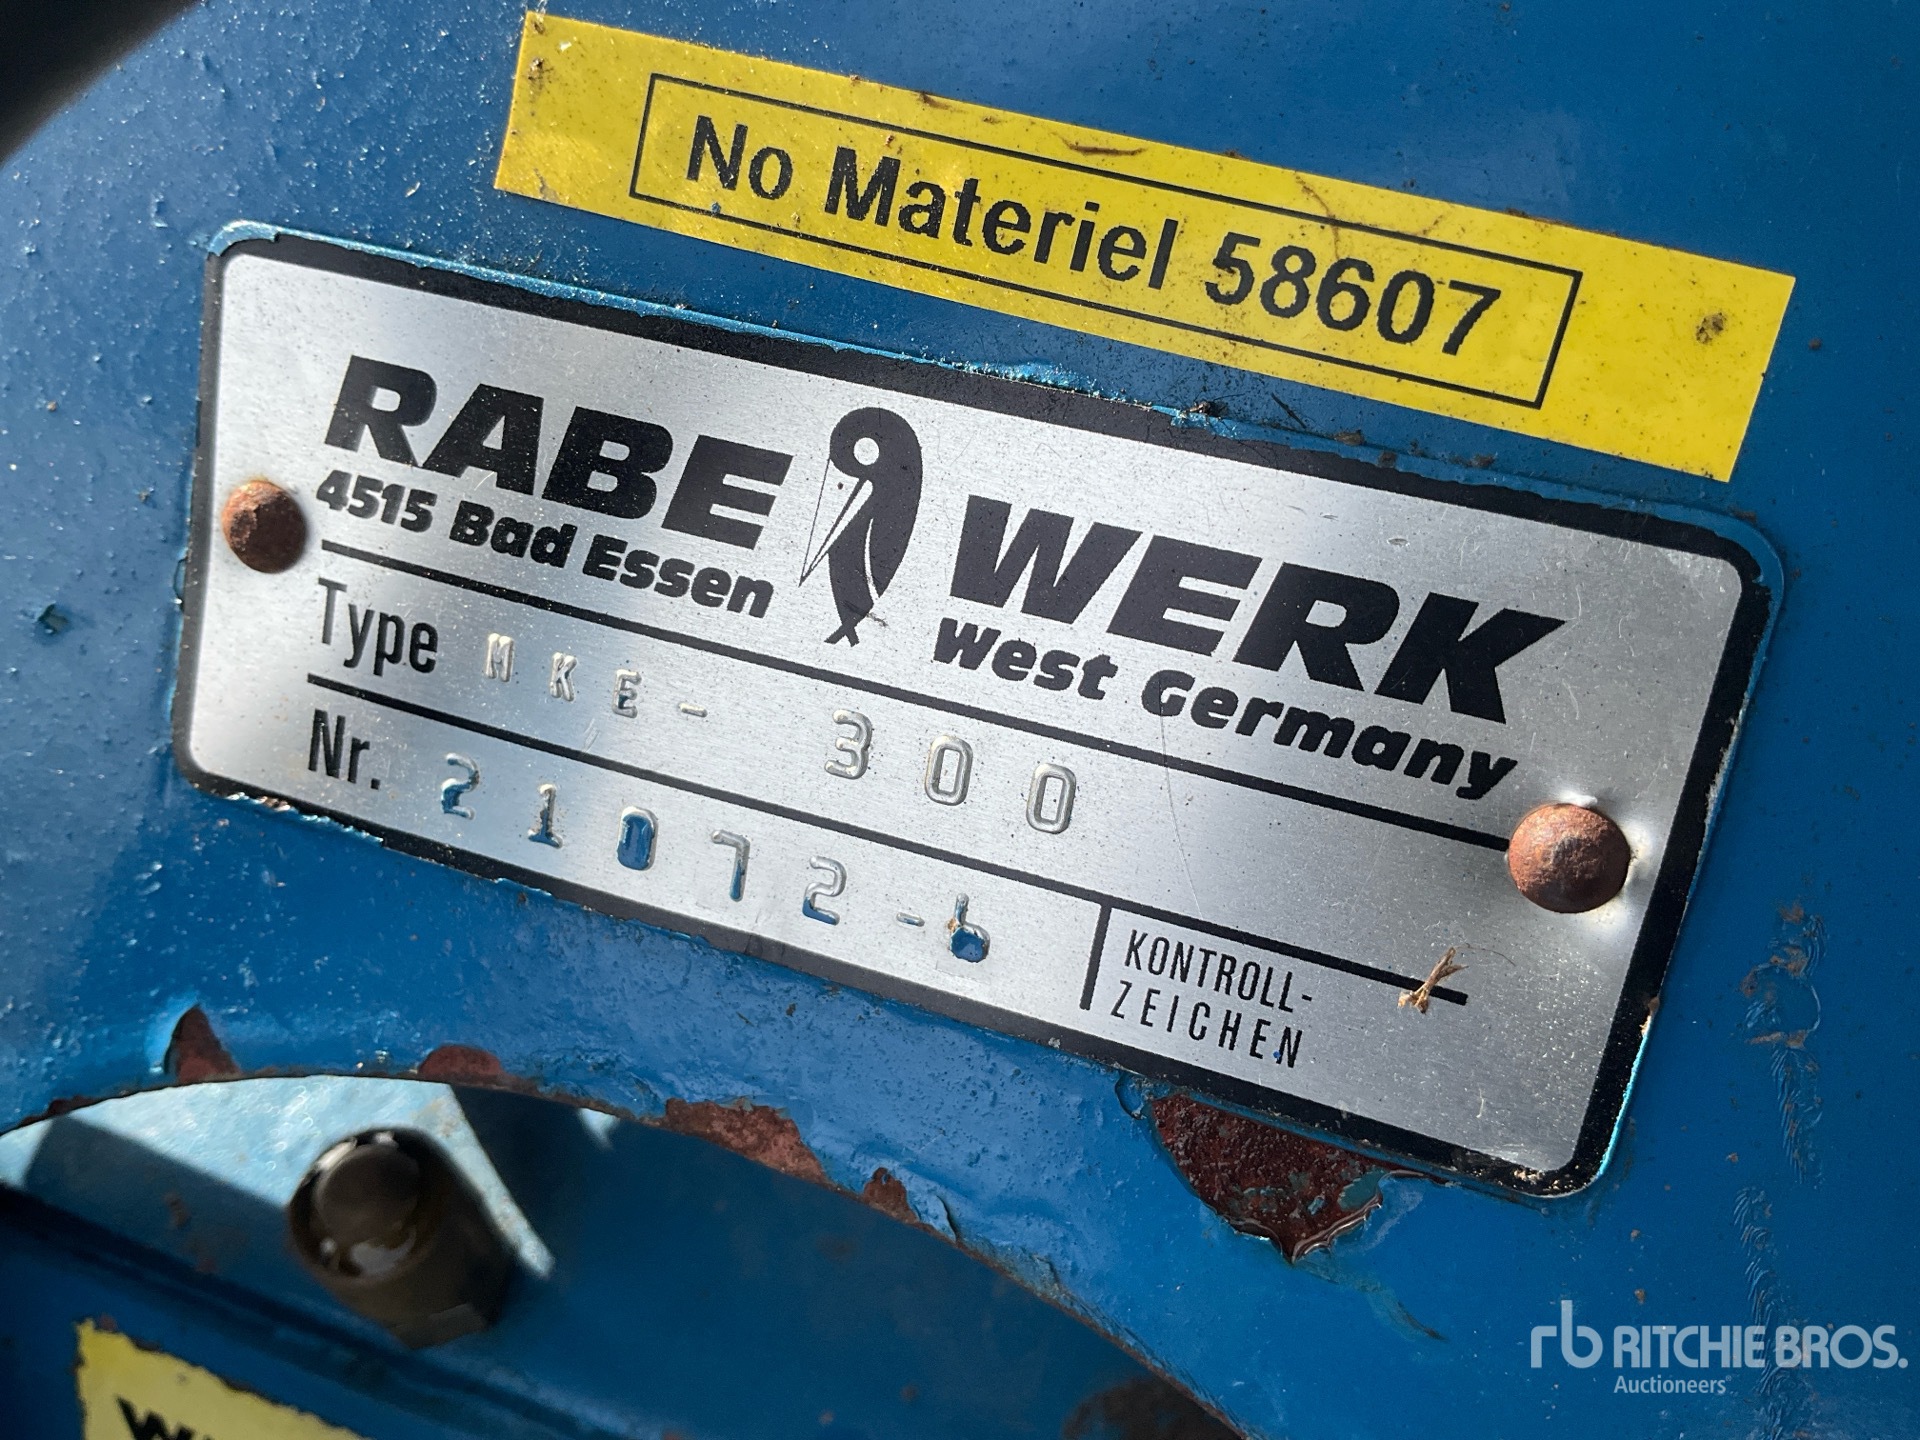 No Materiel 58607
RABE WERK
4515 Bad Essen West Germany
Type MKE- 300
Nr. 21072-6
KONTROLL-
ZEICHEN
rb RITCHIE BROS.
Auctioneers